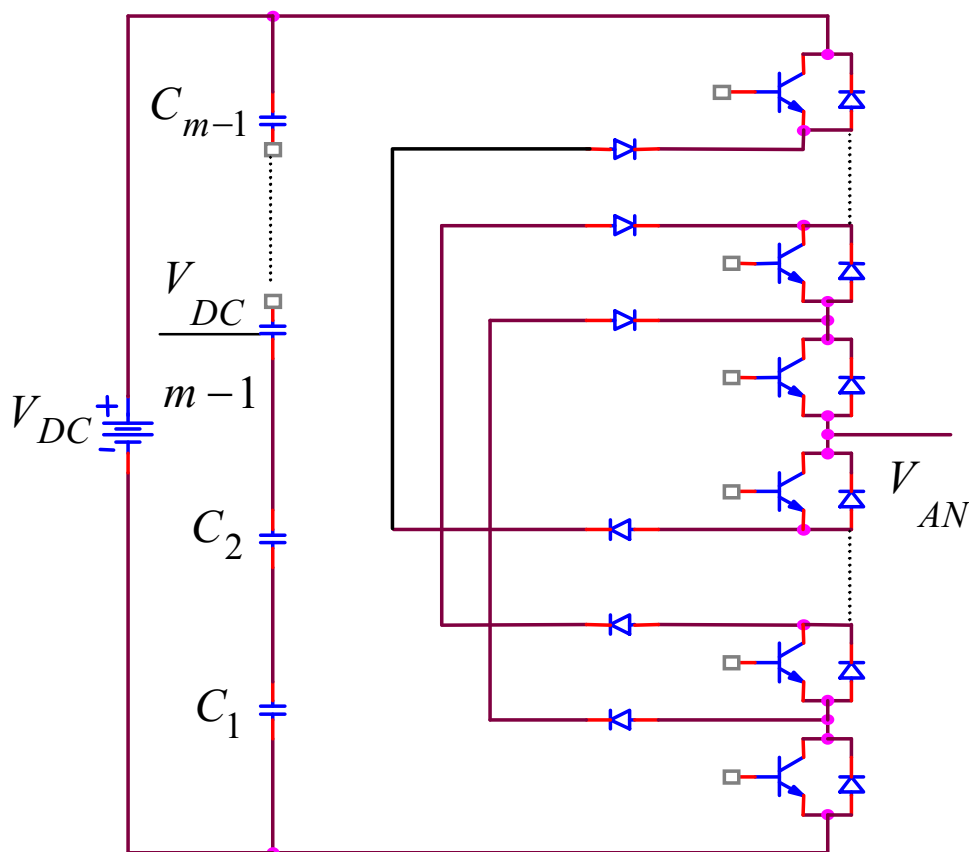 C_{m−1}
V_{DC}
m−1
V_{DC}
+
-
C_2
C_1
V_{AN}